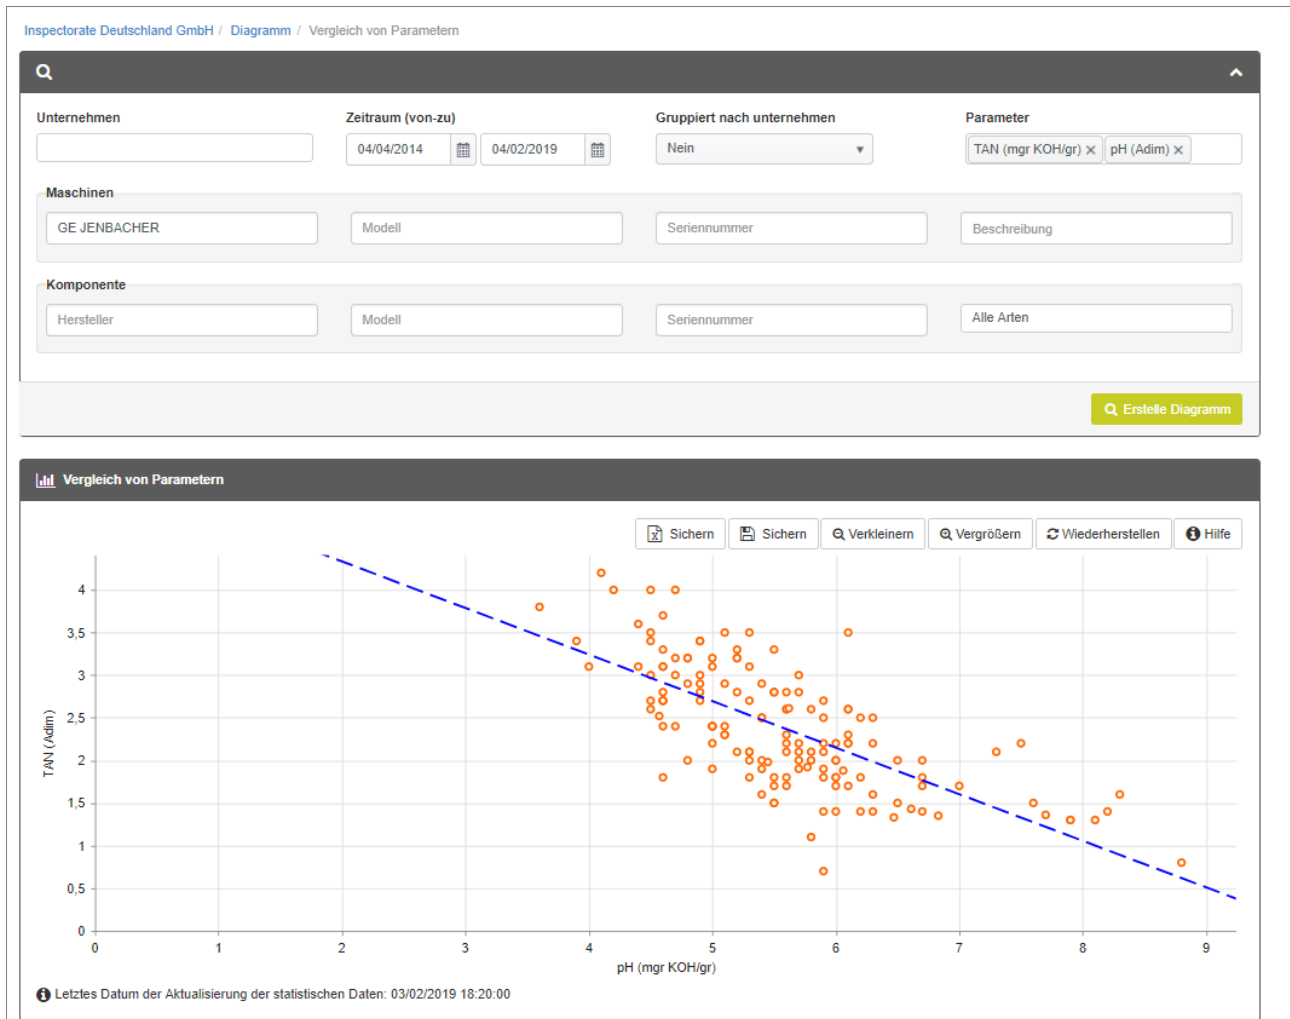 Inspectorate Deutschland GmbH / Diagramm / Vergleich von Parametern
Unternehmen Zeitraum (von-zu) Gruppiert nach unternehmen Parameter
04/04/2014 04/02/2019 Nein TAN (mgr KOH/gr) × pH (Adim) ×
Maschinen
GE JENBACHER Modell Seriennummer Beschreibung
Komponente
Hersteller Modell Seriennummer Alle Arten
Erstelle Diagramm
Vergleich von Parametern
Sichern Sichern Verkleinern Vergrößern Wiederherstellen Hilfe
TAN (Adim)
4
3,5
3
2,5
2
1,5
1
0,5
0
0 1 2 3 4 5 6 7 8 9
pH (mgr KOH/gr)
Letztes Datum der Aktualisierung der statistischen Daten: 03/02/2019 18:20:00